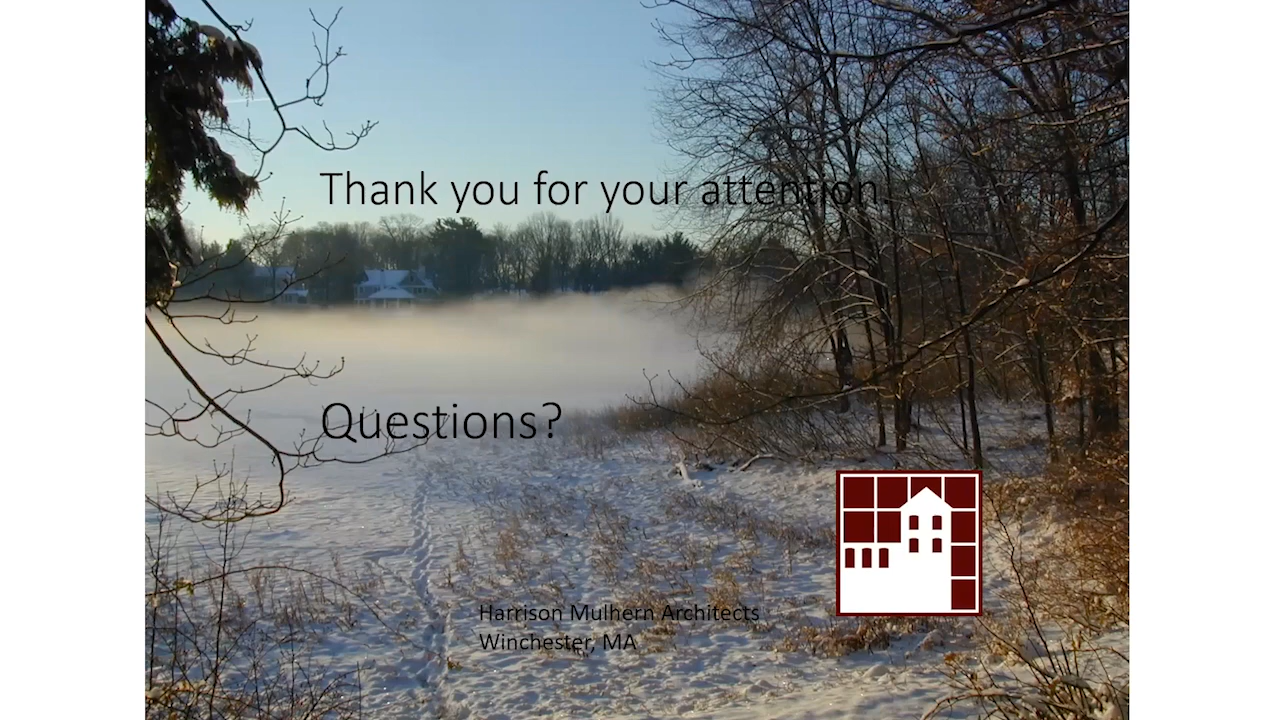 Thank you for your attention.
Questions?
Harrison Mulhern Architects
Winchester, MA